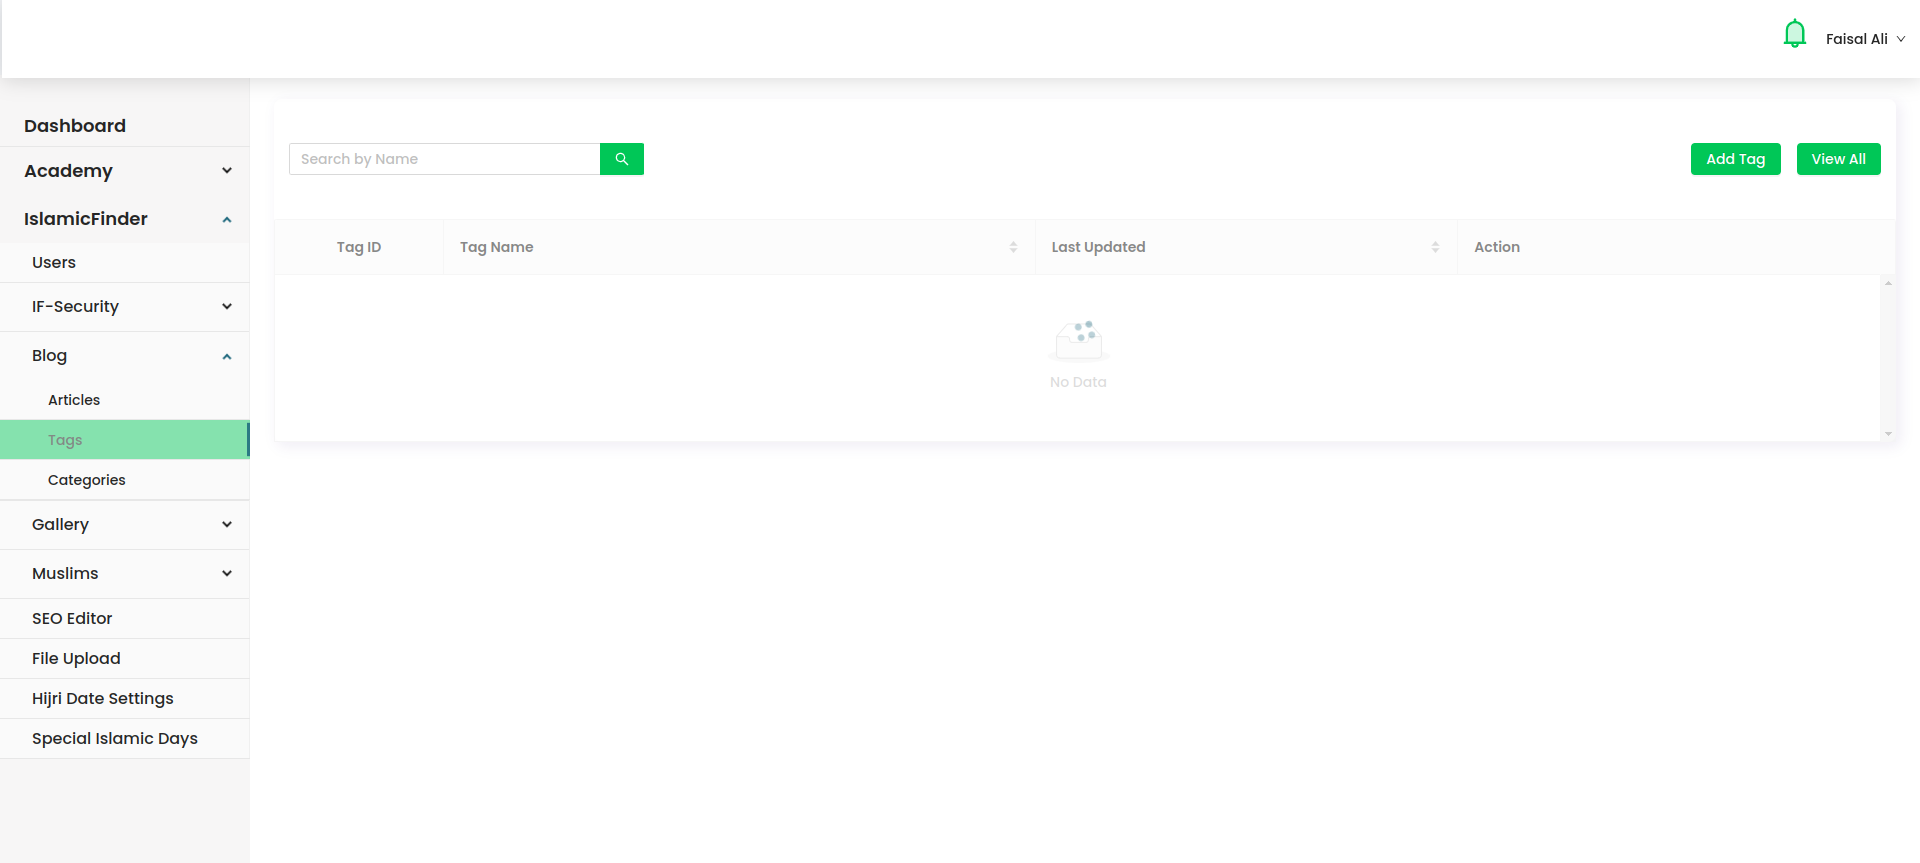 Faisal Ali
Dashboard
Academy
IslamicFinder
Users
IF-Security
Blog
Articles
Tags
Categories
Gallery
Muslims
SEO Editor
File Upload
Hijri Date Settings
Special Islamic Days
Search by Name
Add Tag
View All
Tag ID
Tag Name
Last Updated
Action
No Data